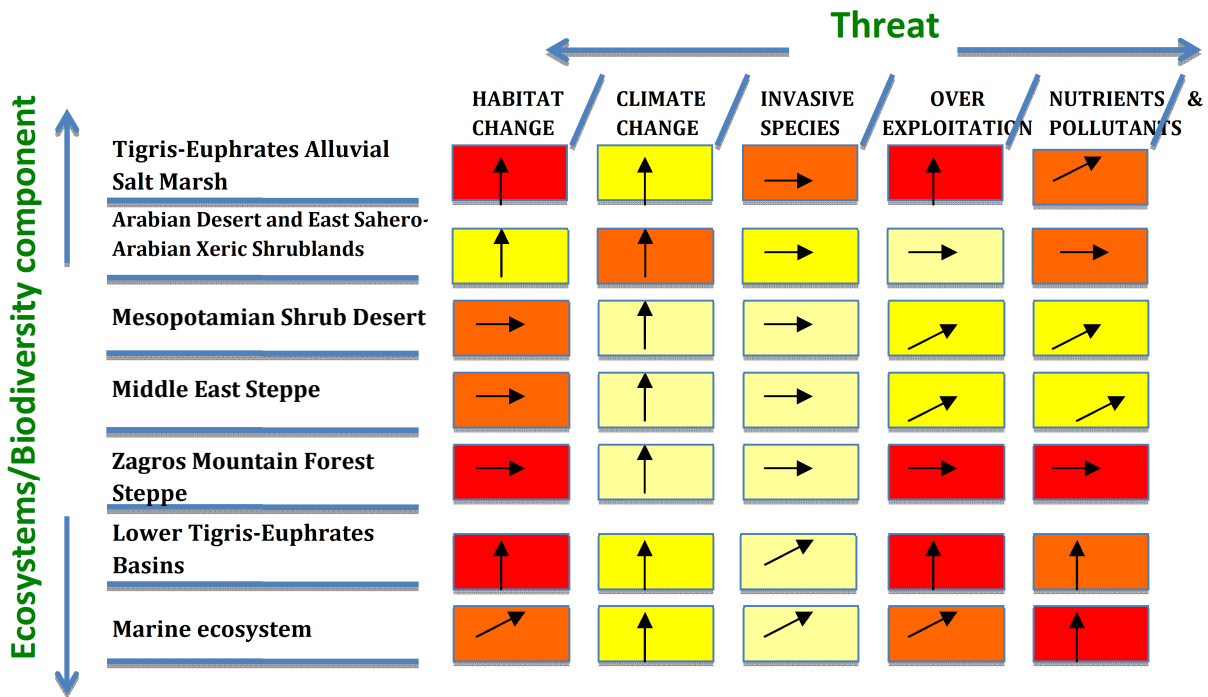 Threat
HABITAT
CHANGE
CLIMATE
CHANGE
INVASIVE
SPECIES
OVER
EXPLOITATION
NUTRIENTS &
POLLUTANTS
Ecosystems/Biodiversity component
Tigris-Euphrates Alluvial
Salt Marsh
Arabian Desert and East Sahero-
Arabian Xeric Shrublands
Mesopotamian Shrub Desert
Middle East Steppe
Zagros Mountain Forest
Steppe
Lower Tigris-Euphrates
Basins
Marine ecosystem